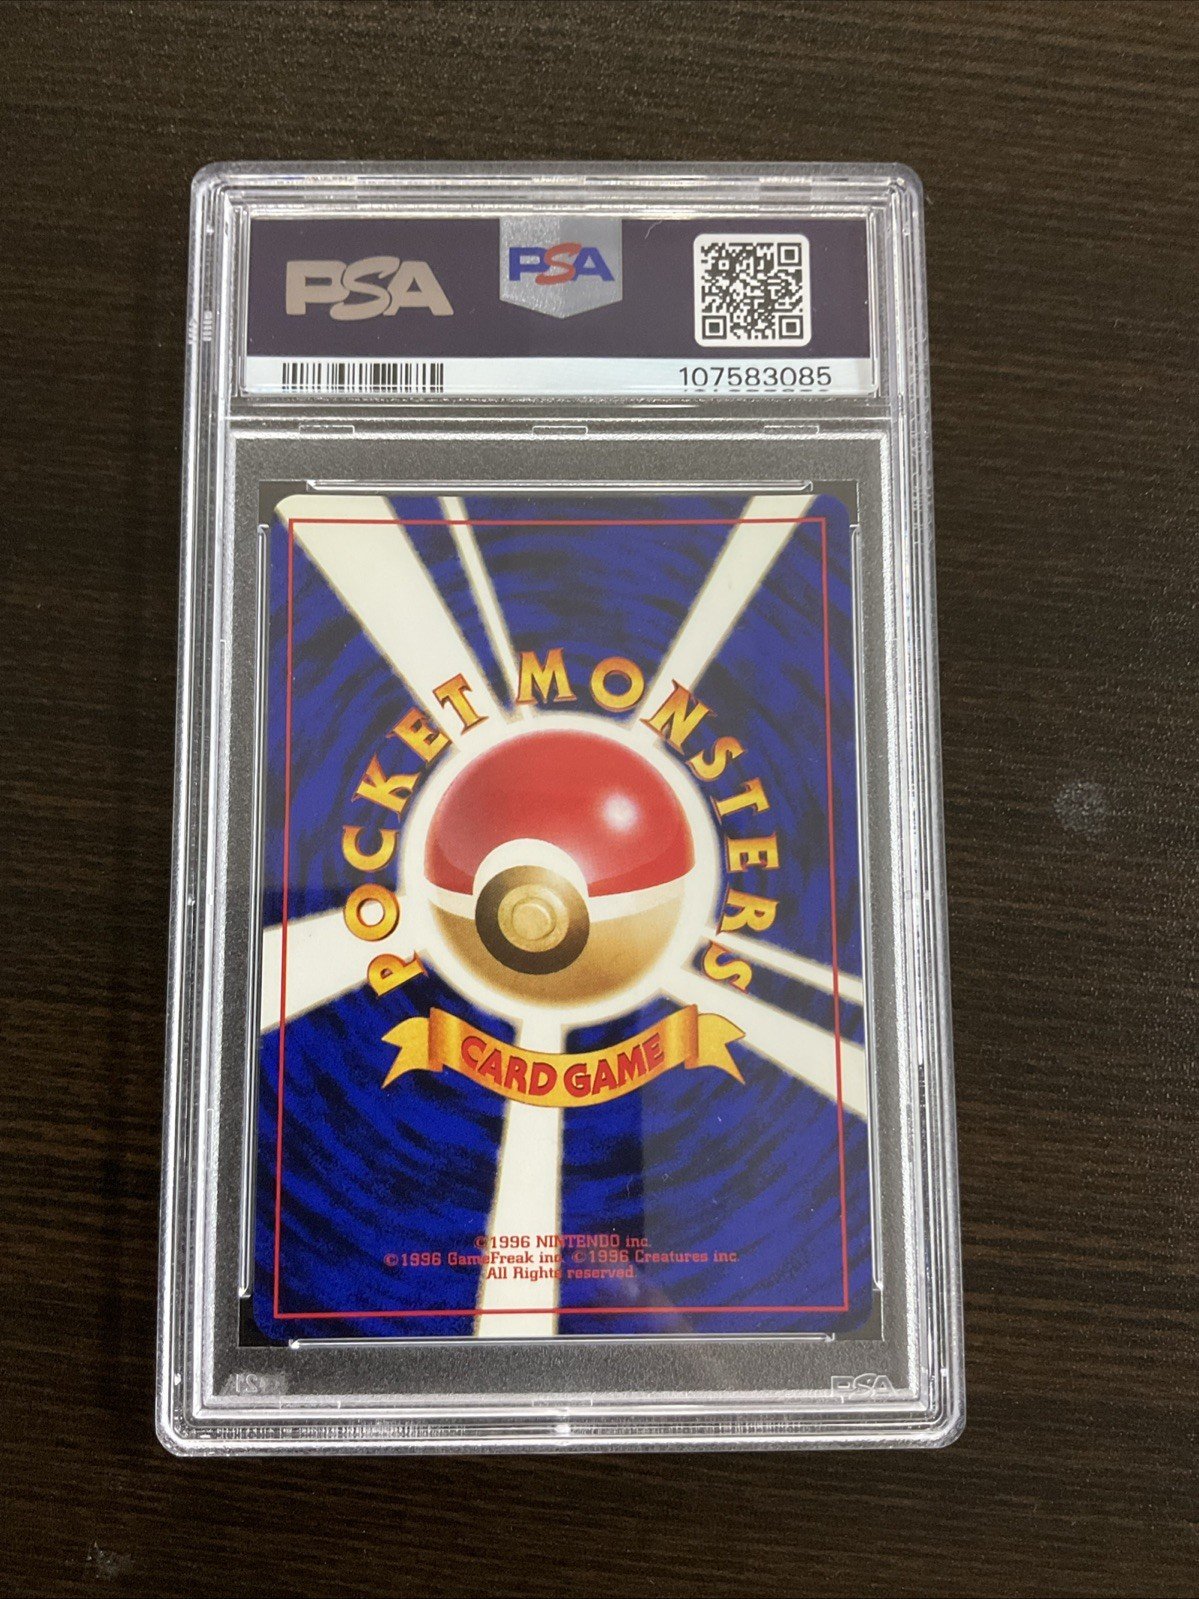 PSA
PSA
107583085
POCKET MONSTERS
CARD GAME
©1996 NINTENDO inc.
©1996 GameFreak inc. ©1996 Creatures inc.
All Rights reserved.
PSA